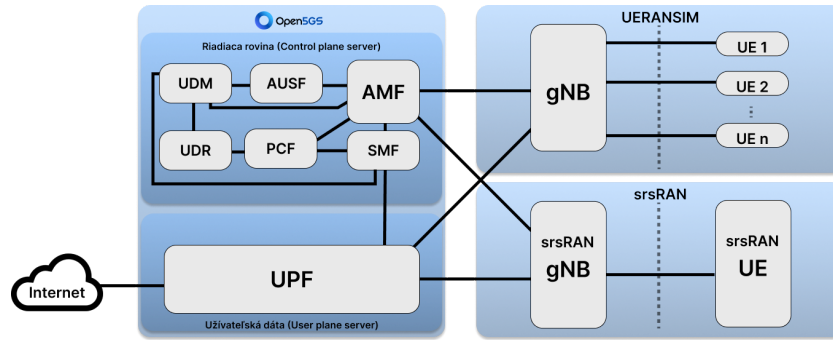 Open5GS
Riadiaca rovina (Control plane server)
UDM
AUSF
AMF
UDR
PCF
SMF
UPF
Užívateľská dáta (User plane server)
Internet
UERANSIM
gNB
UE 1
UE 2
UE n
srsRAN
srsRAN
gNB
srsRAN
UE